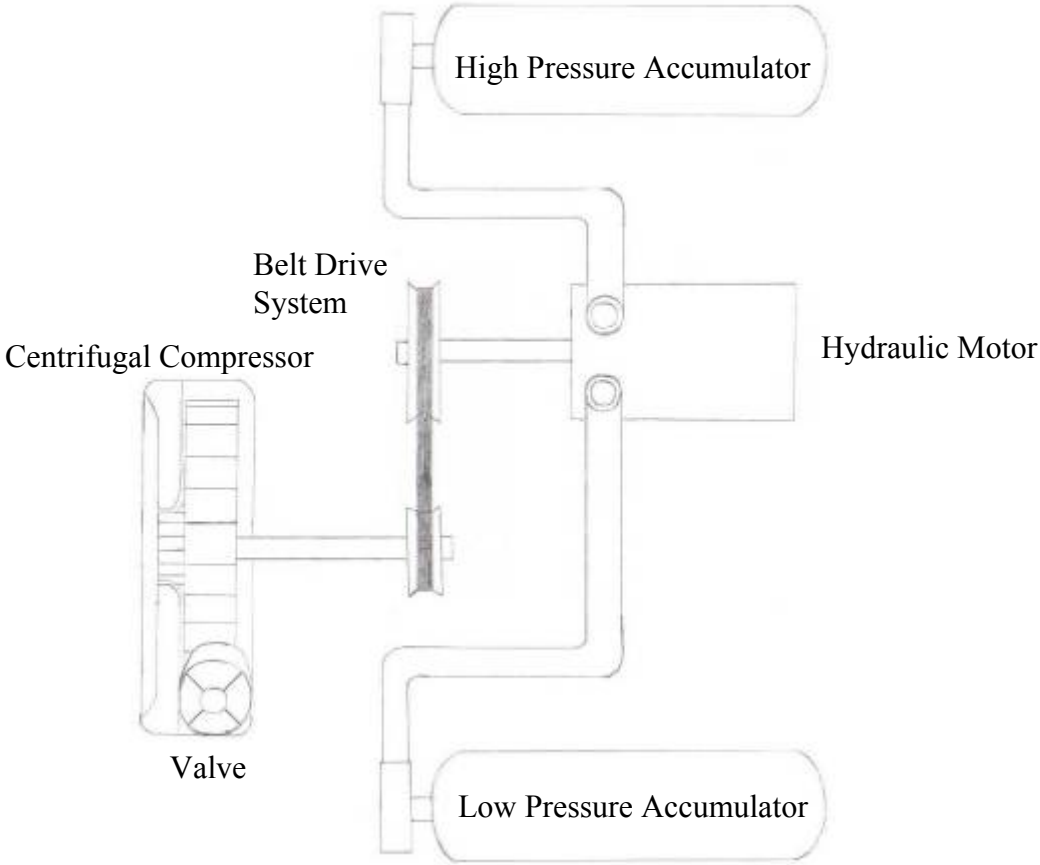 High Pressure Accumulator
Belt Drive
System
Centrifugal Compressor
Hydraulic Motor
Valve
Low Pressure Accumulator